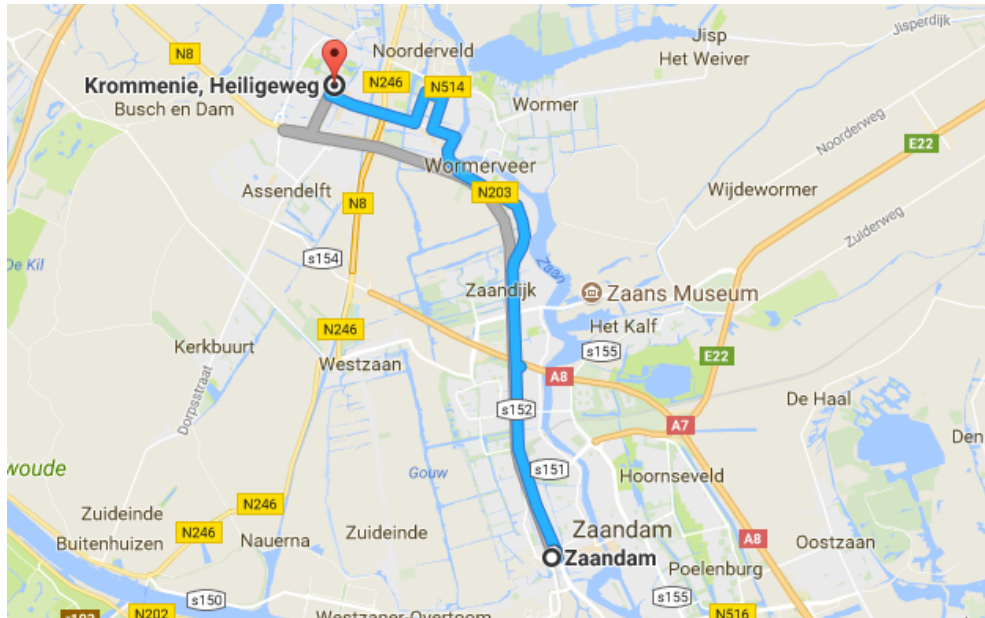 Jisperdijk
Jisp
Noorderveld
Het Weiver
N8
N246
N514
Krommenie, Heiligeweg
Wormer
Busch en Dam
Noorderweg
E22
Wormerveer
Assendelft
N203
Wijdewormer
N8
Zuiderweg
s154
De Kil
Zaan
Zaandijk
Zaans Museum
N246
Het Kalf
Kerkbuurt
s155
E22
Westzaan
A8
Dorpsstraat
De Haal
s152
A7
Den
woude
Gouw
s151
Hoornseveld
N246
Zuideinde
N246
Zuideinde
Zaandam
Buitenhuizen
Nauerna
A8
Oostzaan
Zaandam
Poelenburg
s150
s155
N202
Westzaner-Overtoom
N516